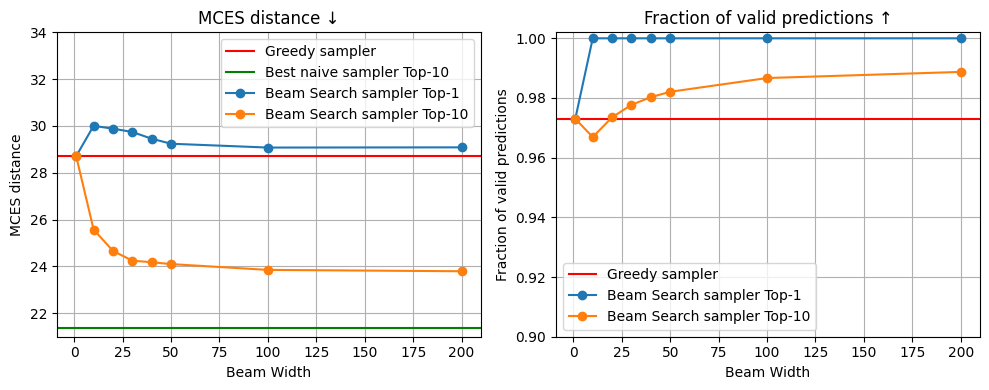 MCES distance ↓
34
32
30
28
26
24
22
MCES distance
Greedy sampler
Best naive sampler Top-10
Beam Search sampler Top-1
Beam Search sampler Top-10
0 25 50 75 100 125 150 175 200
Beam Width
Fraction of valid predictions ↑
1.00
0.98
0.96
0.94
0.92
0.90
Fraction of valid predictions
Greedy sampler
Beam Search sampler Top-1
Beam Search sampler Top-10
0 25 50 75 100 125 150 175 200
Beam Width